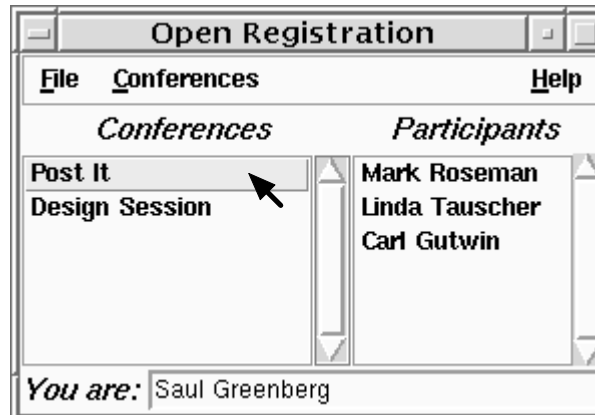 Open Registration
File Conferences Help
Conferences Participants
Post It Mark Roseman
Design Session Linda Tauscher
Carl Gutwin
You are: Saul Greenberg